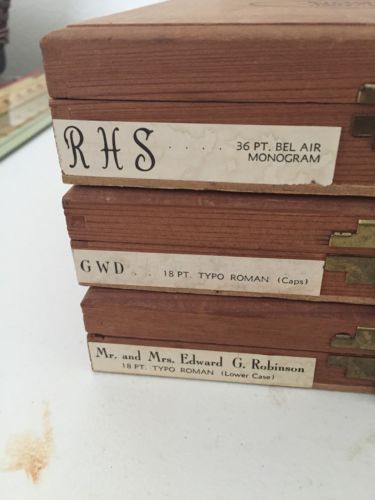 RHS .... 36 PT. BEL AIR
MONOGRAM
GWD .. 18 PT. TYPO ROMAN (Caps)
Mr. and Mrs. Edward G. Robinson
18 PT. TYPO ROMAN (Lower Case)